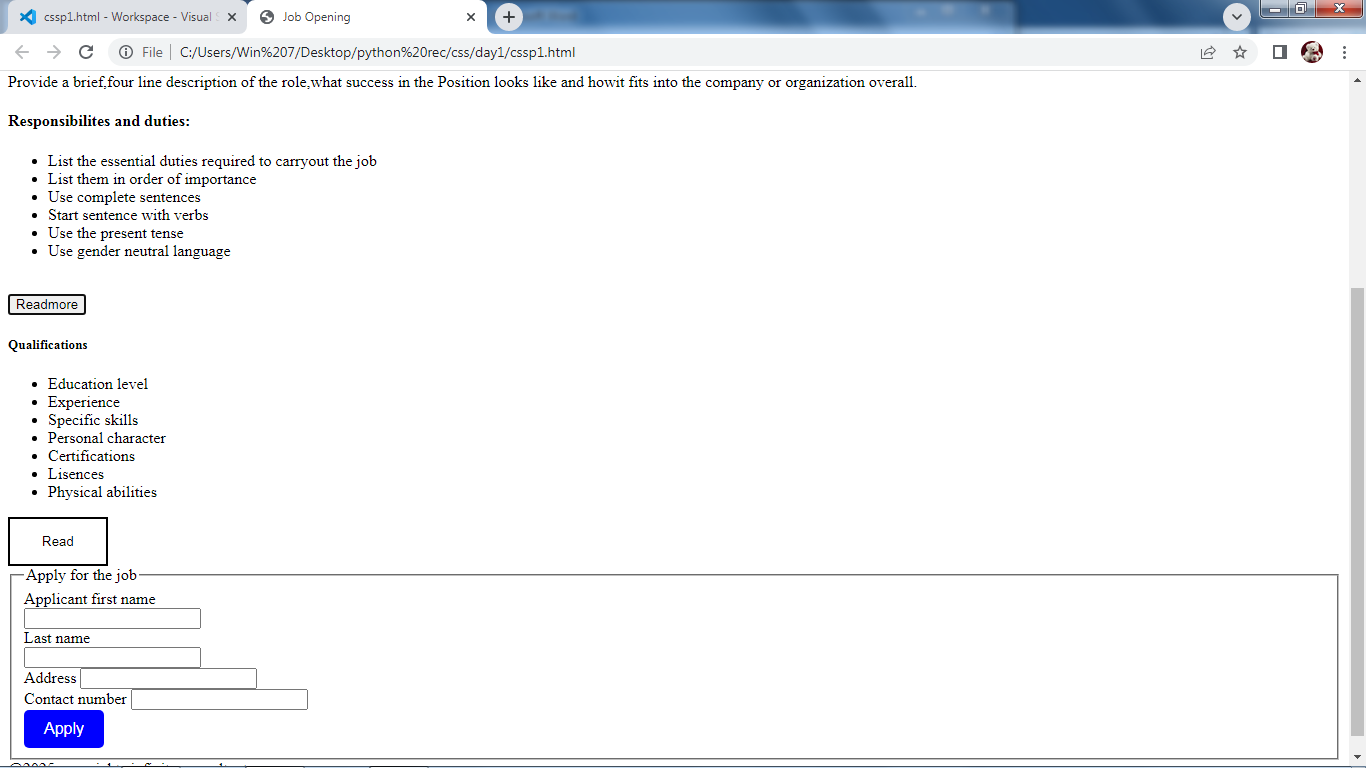 cssp1.html - Workspace - Visual S
Job Opening
File
C:/Users/Win%207/Desktop/python%20rec/css/day1/cssp1.html
Provide a brief,four line description of the role,what success in the Position looks like and howit fits into the company or organization overall.
Responsibilites and duties:
List the essential duties required to carryout the job
List them in order of importance
Use complete sentences
Start sentence with verbs
Use the present tense
Use gender neutral language
Readmore
Qualifications
Education level
Experience
Specific skills
Personal character
Certifications
Lisences
Physical abilities
Read
Apply for the job
Applicant first name
Last name
Address
Contact number
Apply